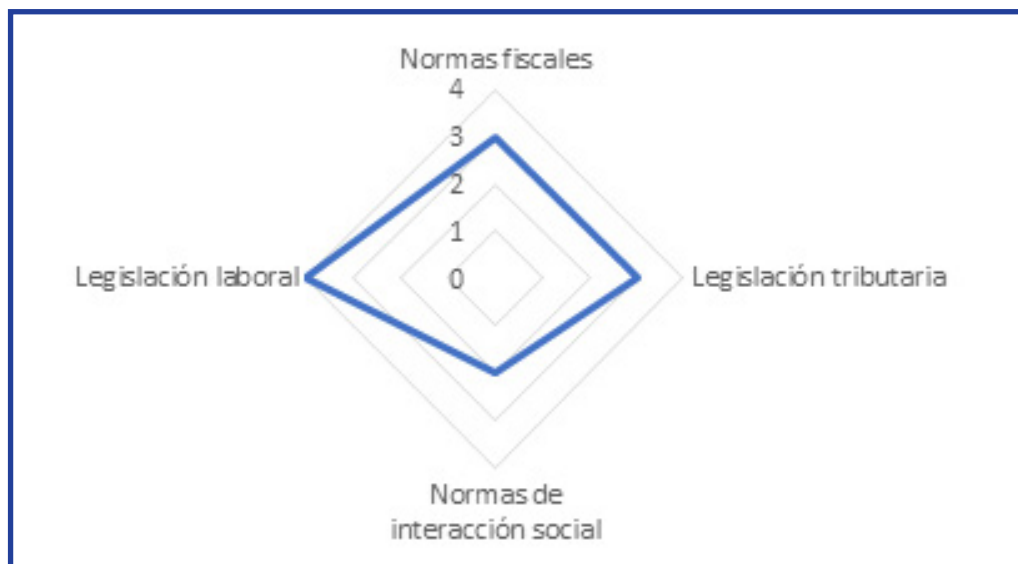 Normas fiscales
4
3
2
1
0
Legislación laboral
Legislación tributaria
Normas de
interacción social